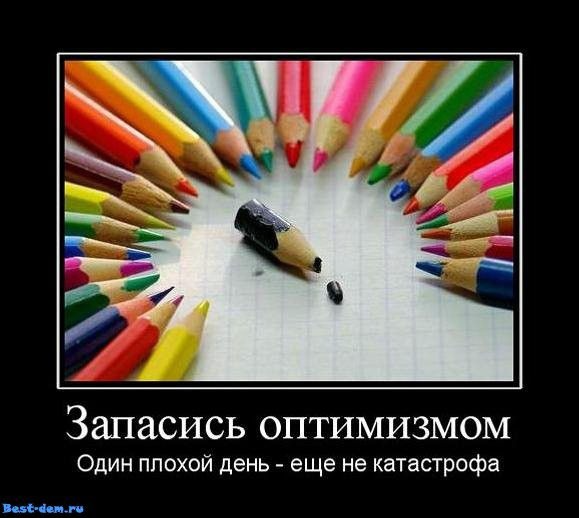 Запасись оптимизмом
Один плохой день - еще не катастрофа
Best-dem.ru